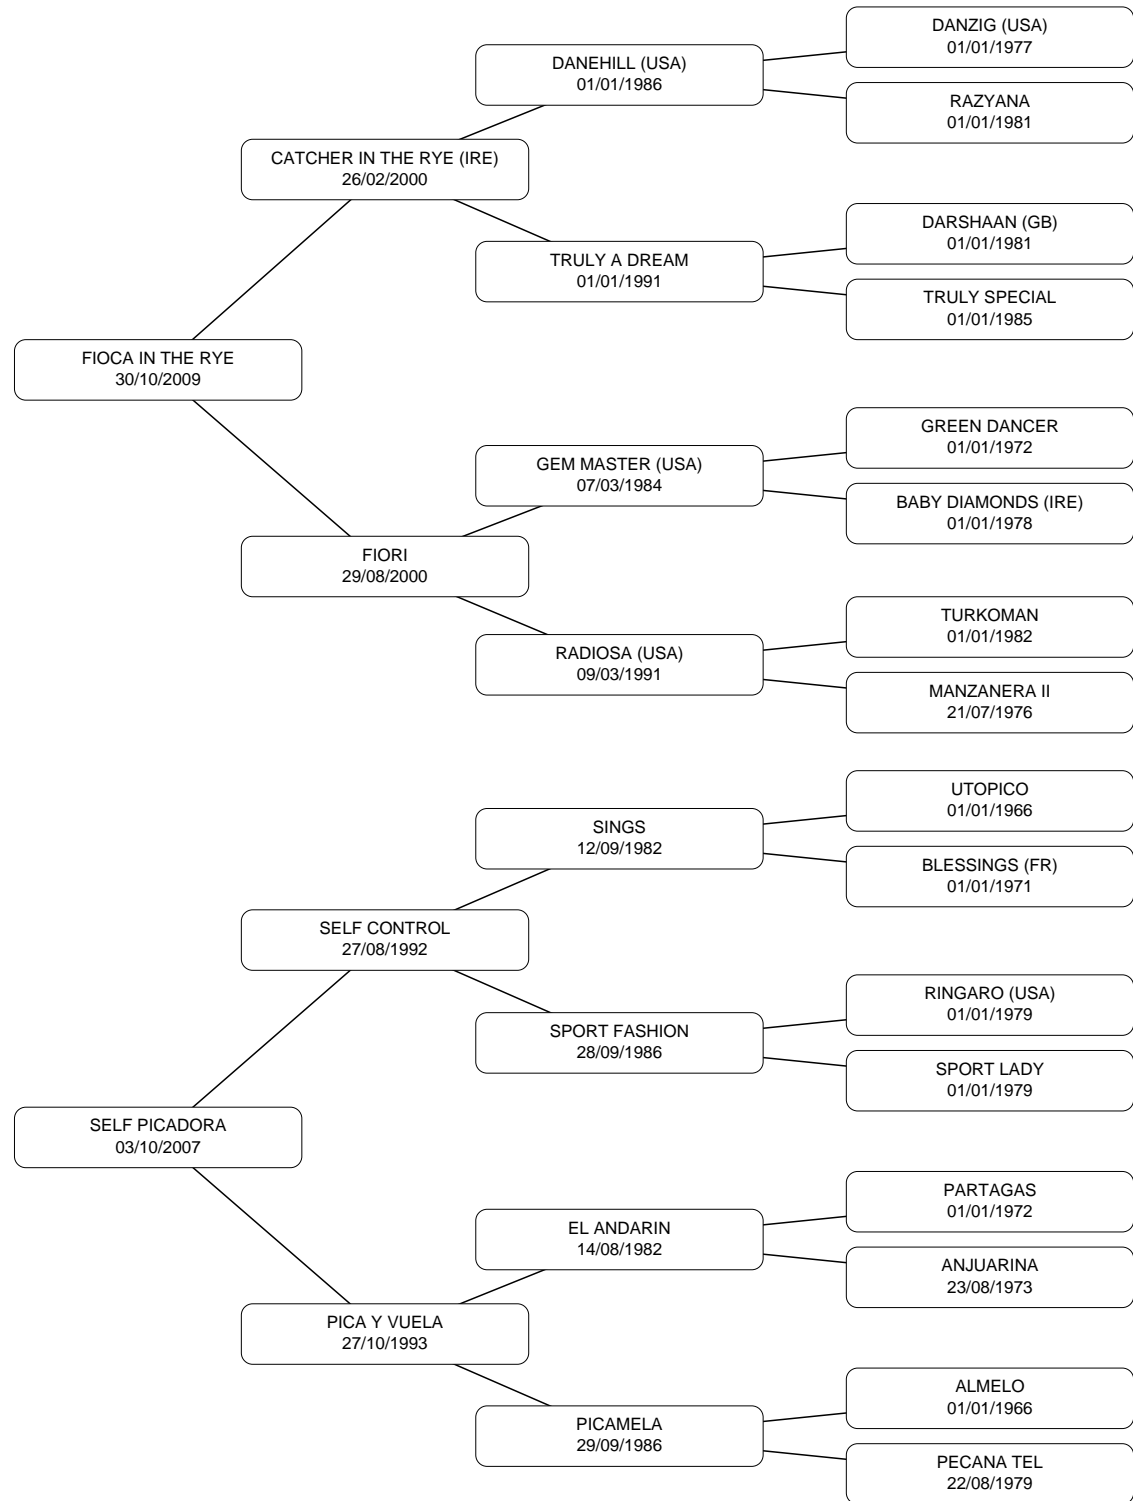 DANZIG (USA)
01/01/1977
DANEHILL (USA)
01/01/1986
RAZYANA
01/01/1981
CATCHER IN THE RYE (IRE)
26/02/2000
DARSHAAN (GB)
01/01/1981
TRULY A DREAM
01/01/1991
TRULY SPECIAL
01/01/1985
FIOCA IN THE RYE
30/10/2009
GREEN DANCER
01/01/1972
GEM MASTER (USA)
07/03/1984
BABY DIAMONDS (IRE)
01/01/1978
FIORI
29/08/2000
TURKOMAN
01/01/1982
RADIOSA (USA)
09/03/1991
MANZANERA II
21/07/1976
UTOPICO
01/01/1966
SINGS
12/09/1982
BLESSINGS (FR)
01/01/1971
SELF CONTROL
27/08/1992
RINGARO (USA)
01/01/1979
SPORT FASHION
28/09/1986
SPORT LADY
01/01/1979
SELF PICADORA
03/10/2007
PARTAGAS
01/01/1972
EL ANDARIN
14/08/1982
ANJUARINA
23/08/1973
PICA Y VUELA
27/10/1993
ALMELO
01/01/1966
PICAMELA
29/09/1986
PECANA TEL
22/08/1979